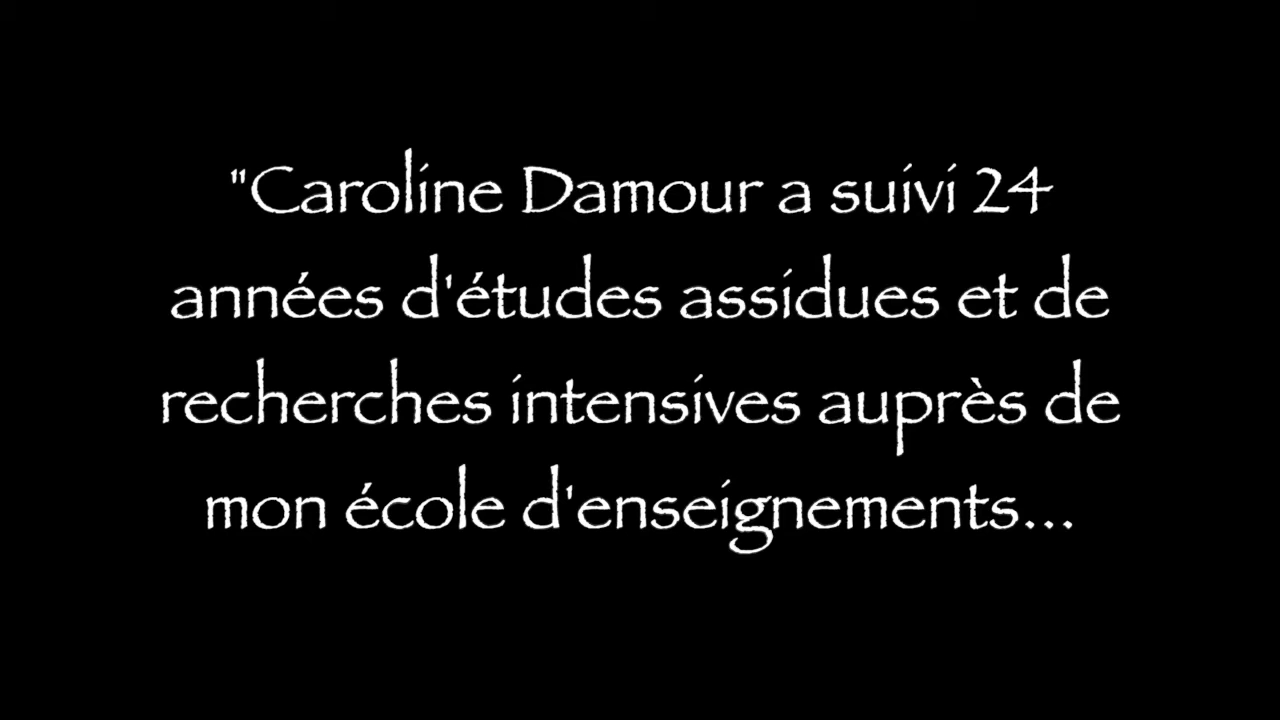 "Caroline Damour a suivi 24
années d'études assidues et de
recherches intensives auprès de
mon école d'enseignements...